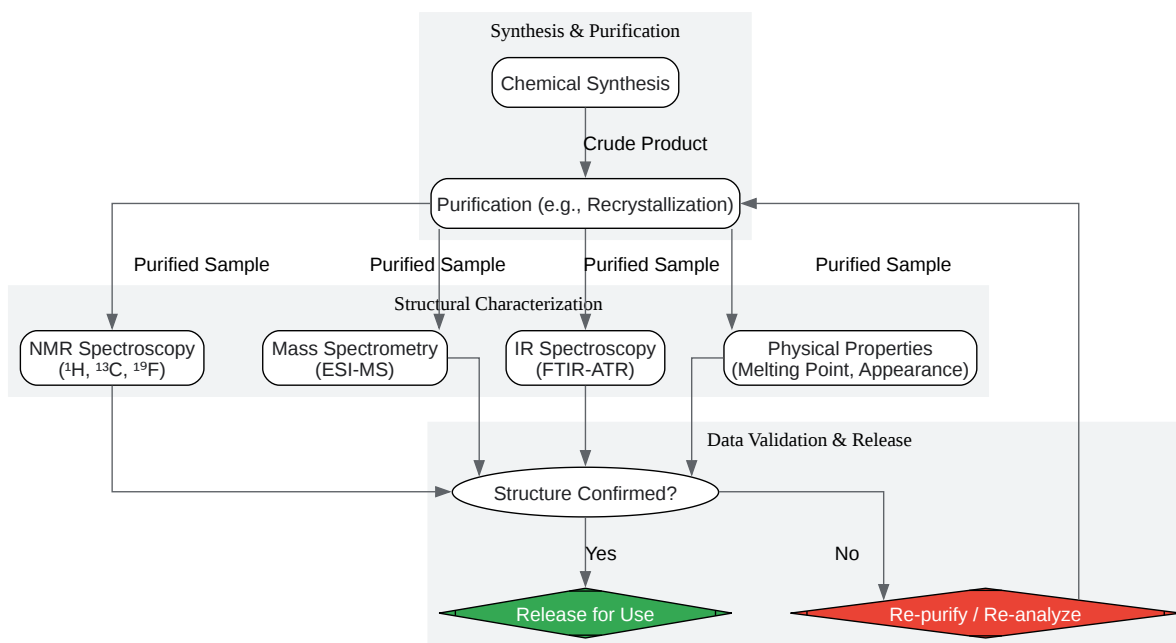 Synthesis & Purification
Chemical Synthesis
Crude Product
Purification (e.g., Recrystallization)
Purified Sample
Purified Sample
Purified Sample
Purified Sample
Structural Characterization
NMR Spectroscopy
(¹H, ¹³C, ¹⁹F)
Mass Spectrometry
(ESI-MS)
IR Spectroscopy
(FTIR-ATR)
Physical Properties
(Melting Point, Appearance)
Data Validation & Release
Structure Confirmed?
Yes
No
Release for Use
Re-purify / Re-analyze